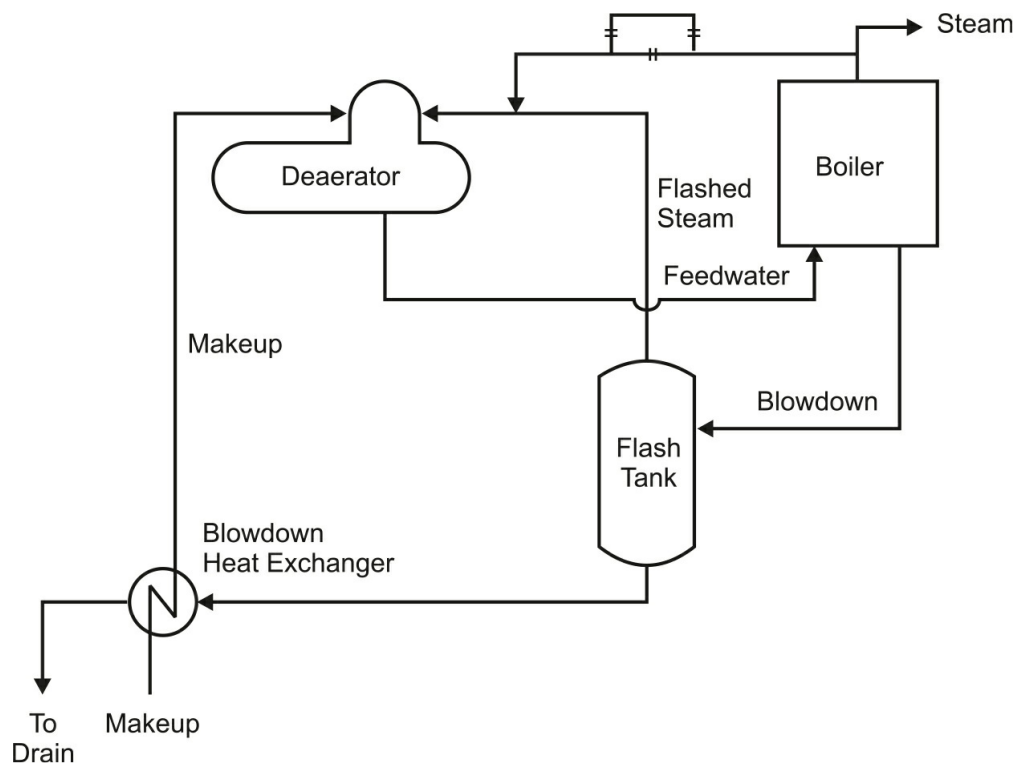 Steam
Boiler
Deaerator
Flashed
Steam
Feedwater
Makeup
Blowdown
Flash
Tank
Blowdown
Heat Exchanger
To
Drain
Makeup